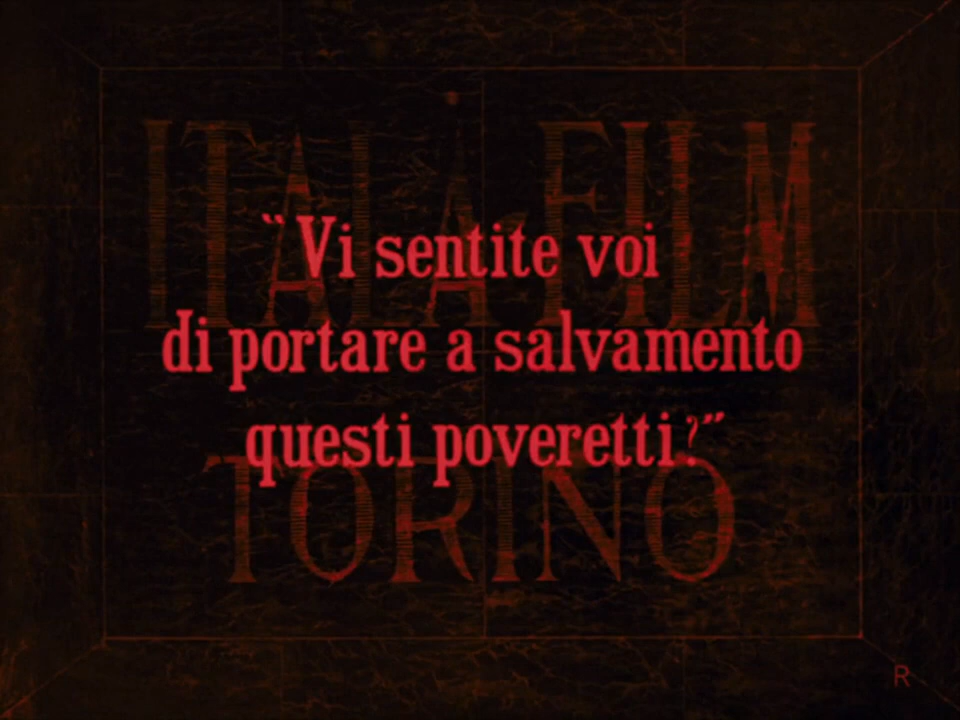 ITALA FILM
“Vi sentite voi
di portare a salvamento
questi poveretti?”
TORINO
R